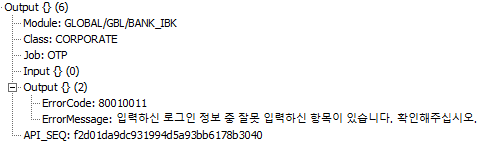 Output {} (6)
Module: GLOBAL/GBL/BANK_IBK
Class: CORPORATE
Job: OTP
Input {} (0)
Output {} (2)
ErrorCode: 80010011
ErrorMessage: 입력하신 로그인 정보 중 잘못 입력하신 항목이 있습니다. 확인해주십시오.
API_SEQ: f2d01da9dc931994d5a93bb6178b3040